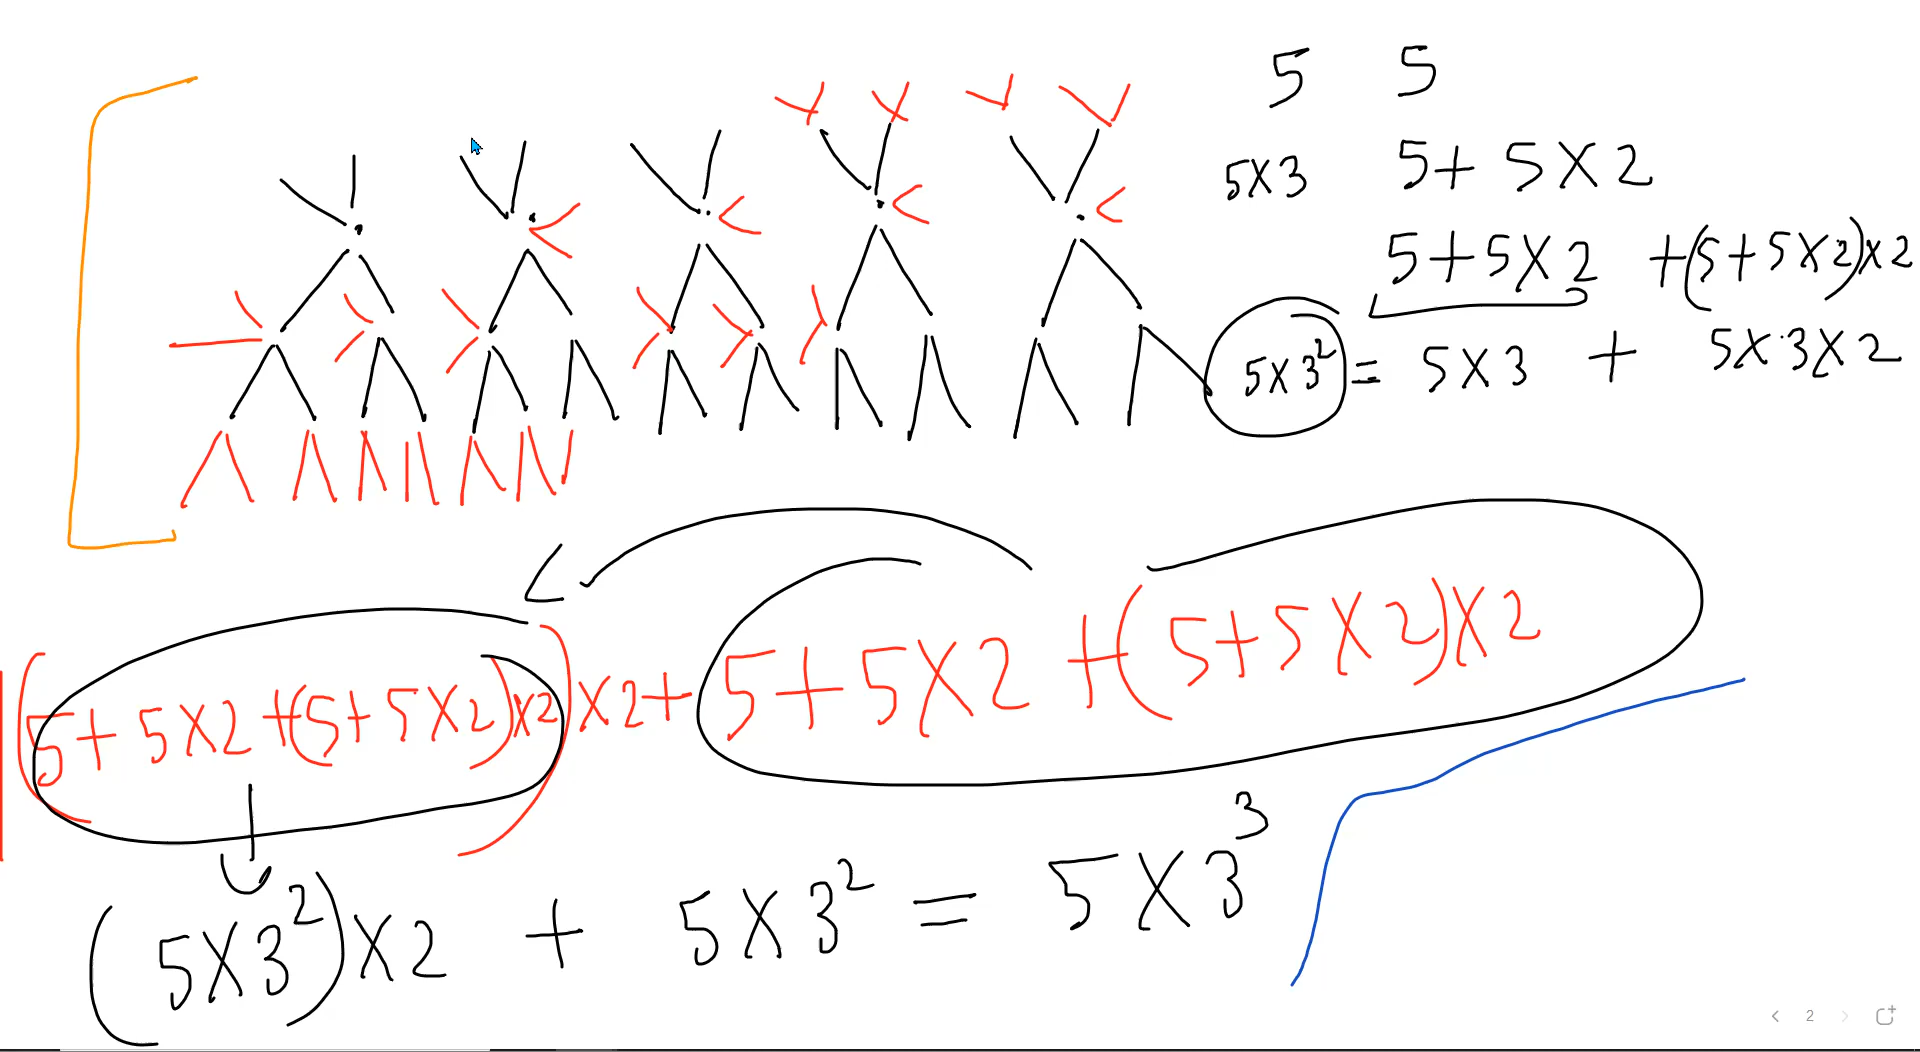 5 5
5x3 5+ 5x2
5+5x2 +(5+5x2)x2
5x3² = 5x3 + 5x3x2
(5+ 5x2 +(5+5x2)x2)x2+ 5+5x2 +(5+5x2)x2
(5x3²)x2 + 5x3² = 5x3³
2